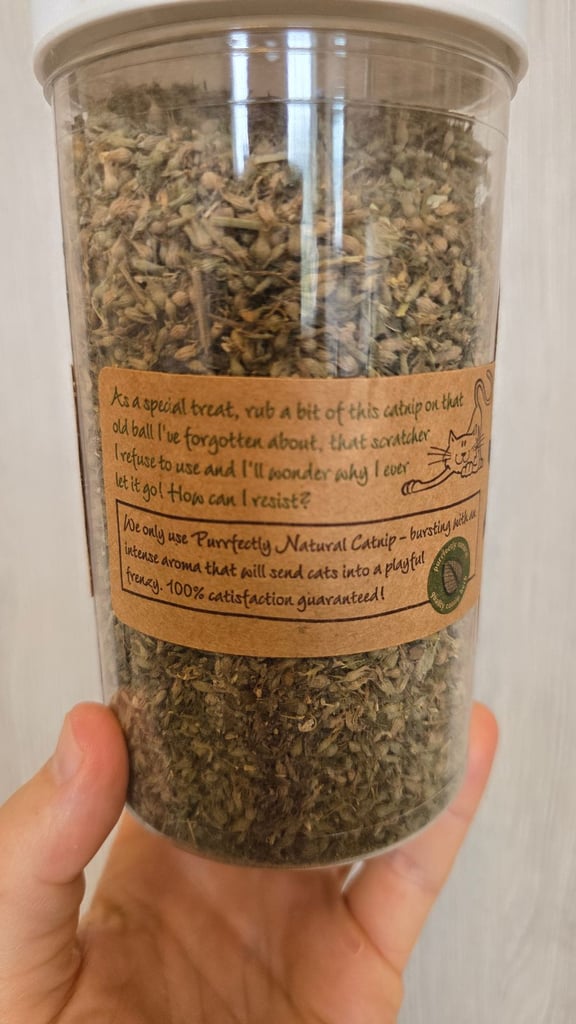 As a special treat, rub a bit of this catnip on that
old ball I've forgotten about, that scratcher
I refuse to use and I'll wonder why I ever
let it go! How can I resist?
We only use Purrfectly Natural Catnip - bursting with an
intense aroma that will send cats into a playful
frenzy. 100% catisfaction guaranteed!